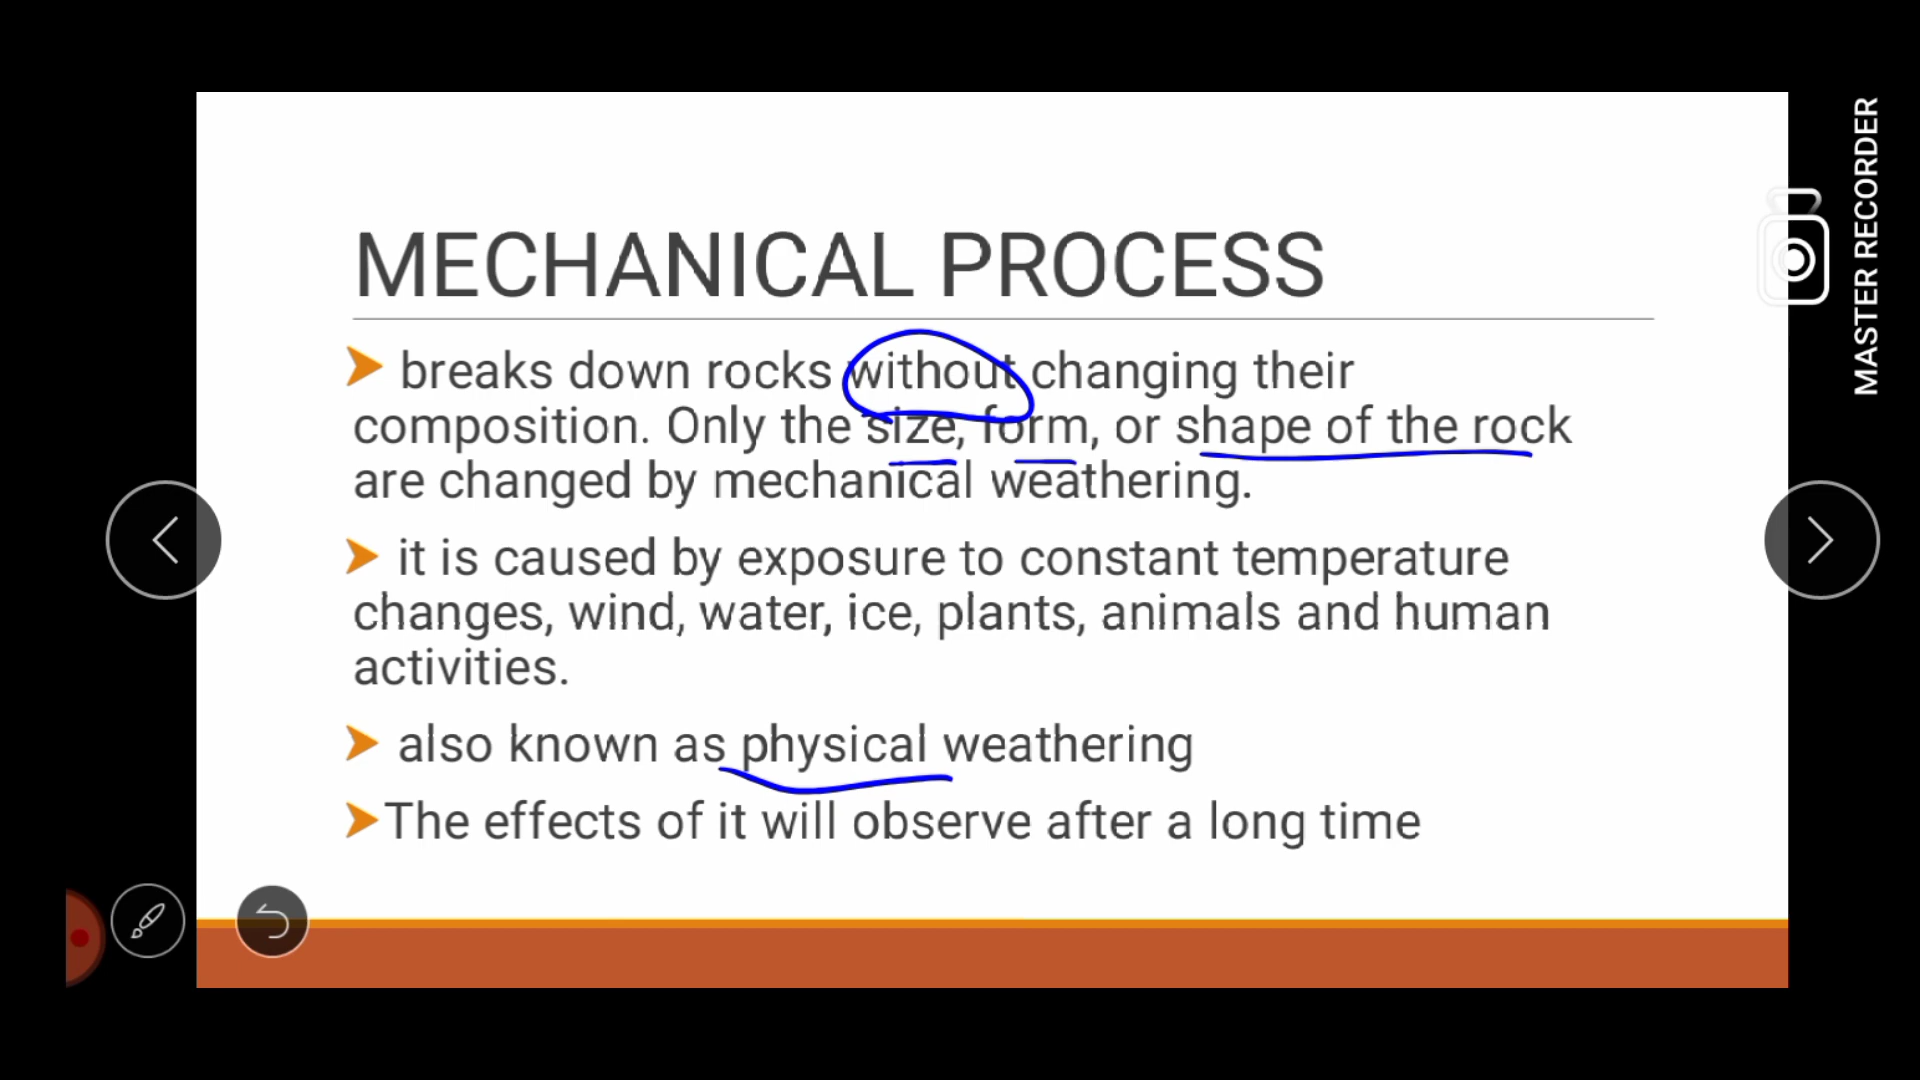 MECHANICAL PROCESS
breaks down rocks without changing their
composition. Only the size, form, or shape of the rock
are changed by mechanical weathering.
it is caused by exposure to constant temperature
changes, wind, water, ice, plants, animals and human
activities.
also known as physical weathering
The effects of it will observe after a long time
MASTER RECORDER